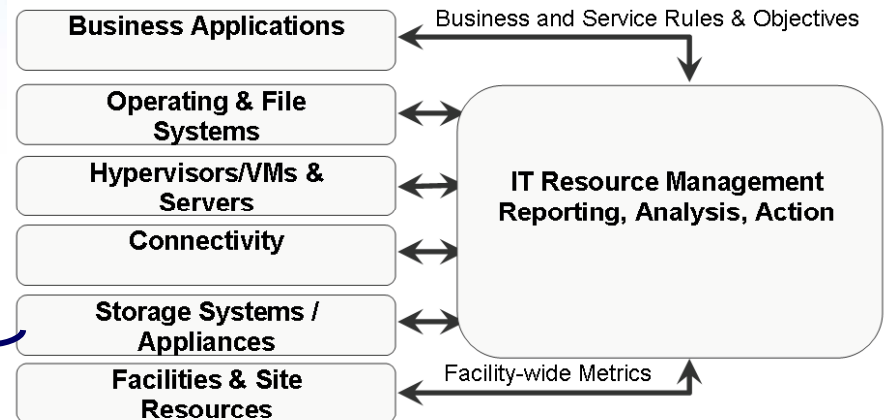 Business Applications
Business and Service Rules & Objectives
Operating & File
Systems
Hypervisors/VMs &
Servers
IT Resource Management
Reporting, Analysis, Action
Connectivity
Storage Systems /
Appliances
Facilities & Site
Resources
Facility-wide Metrics